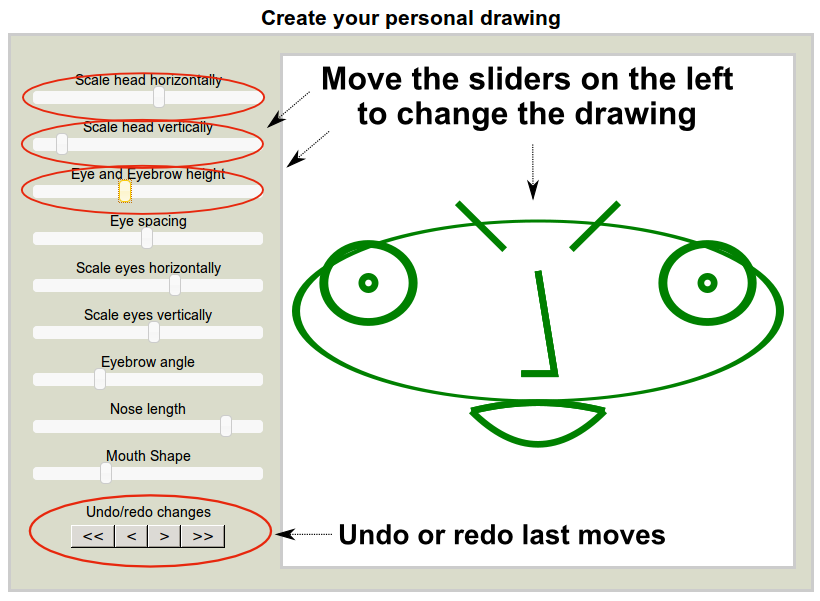 Create your personal drawing
Scale head horizontally
Scale head vertically
Eye and Eyebrow height
Eye spacing
Scale eyes horizontally
Scale eyes vertically
Eyebrow angle
Nose length
Mouth Shape
Undo/redo changes
<< < > >>
Move the sliders on the left
to change the drawing
Undo or redo last moves